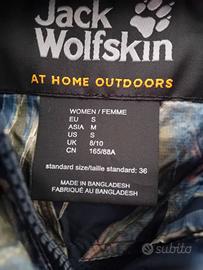 Jack
Wolfskin
AT HOME OUTDOORS
WOMEN / FEMME
EU S
ASIA M
US S
UK 8/10
CN 165/88A
standard size/taille standard: 36
MADE IN BANGLADESH
FABRIQUÉ AU BANGLADESH
subito